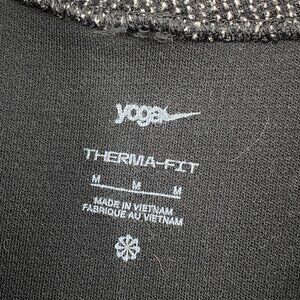 yoga
THERMA-FIT
M M M
MADE IN VIETNAM
FABRIQUÉ AU VIETNAM